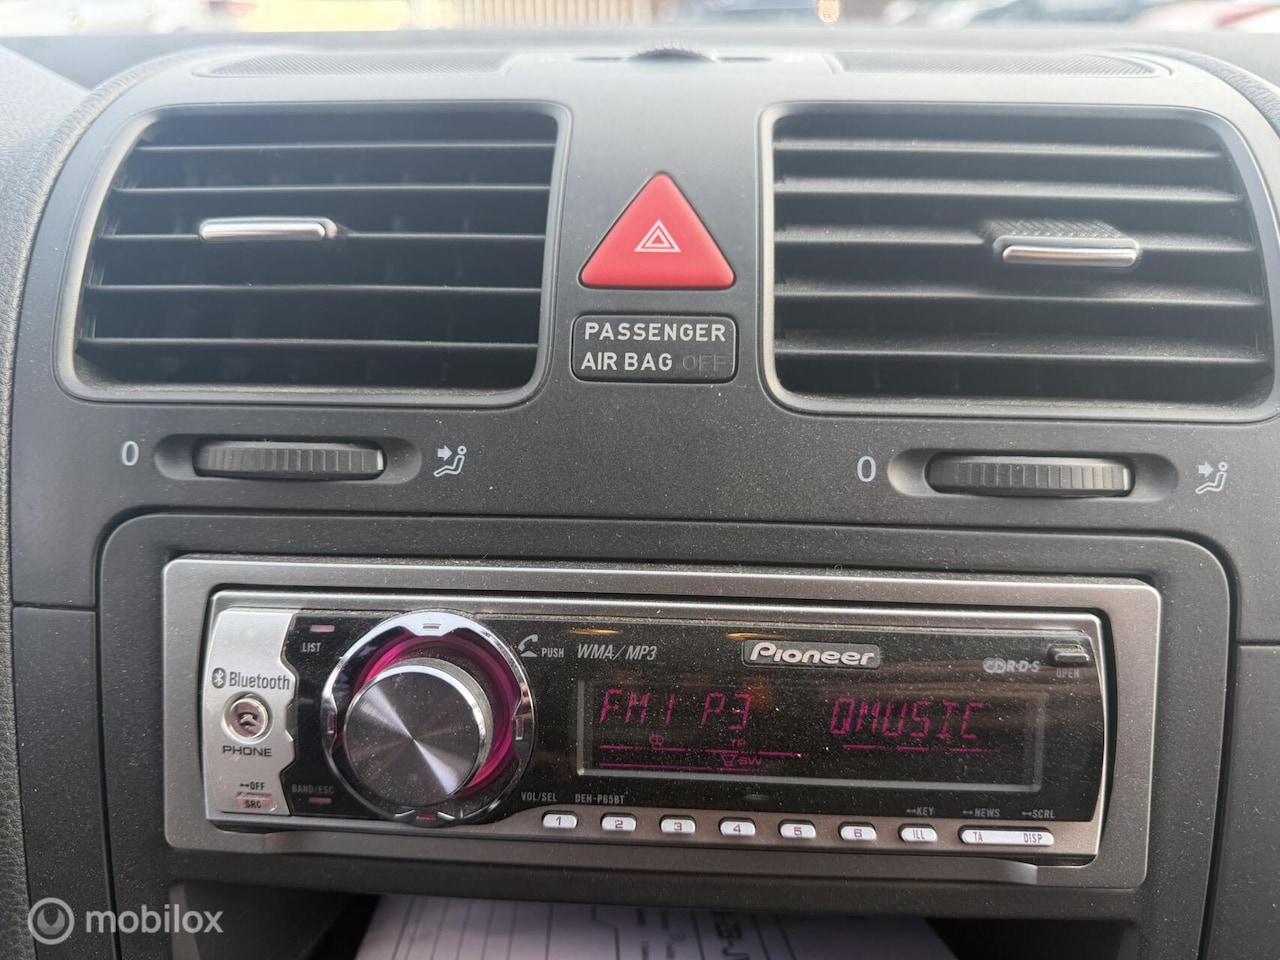 PASSENGER
AIR BAG OFF
0
0
LIST
PUSH
WMA/MP3
Pioneer
R·D·S
OPEN
Bluetooth
PHONE
OFF
SRC
BAND/ESC
FM1 P3 QMUSIC
TP
SW
VOL/SEL
DEH-P65BT
KEY
NEWS
SCRL
1 2 3 4 5 6 ILL TA DISP
mobilox